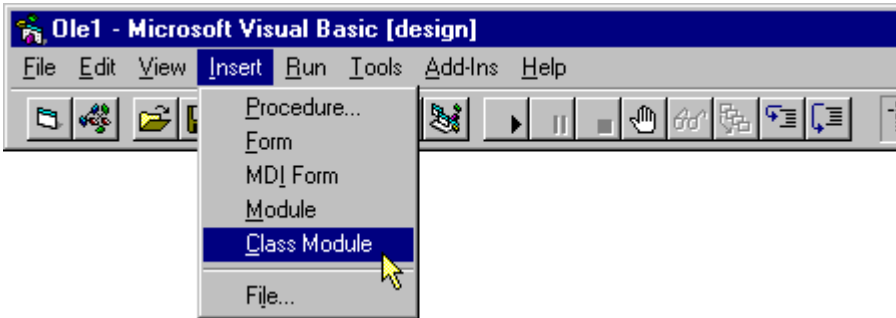 Ole1 - Microsoft Visual Basic [design]
File Edit View Insert Run Tools Add-Ins Help
Procedure...
Form
MDI Form
Module
Class Module
File...